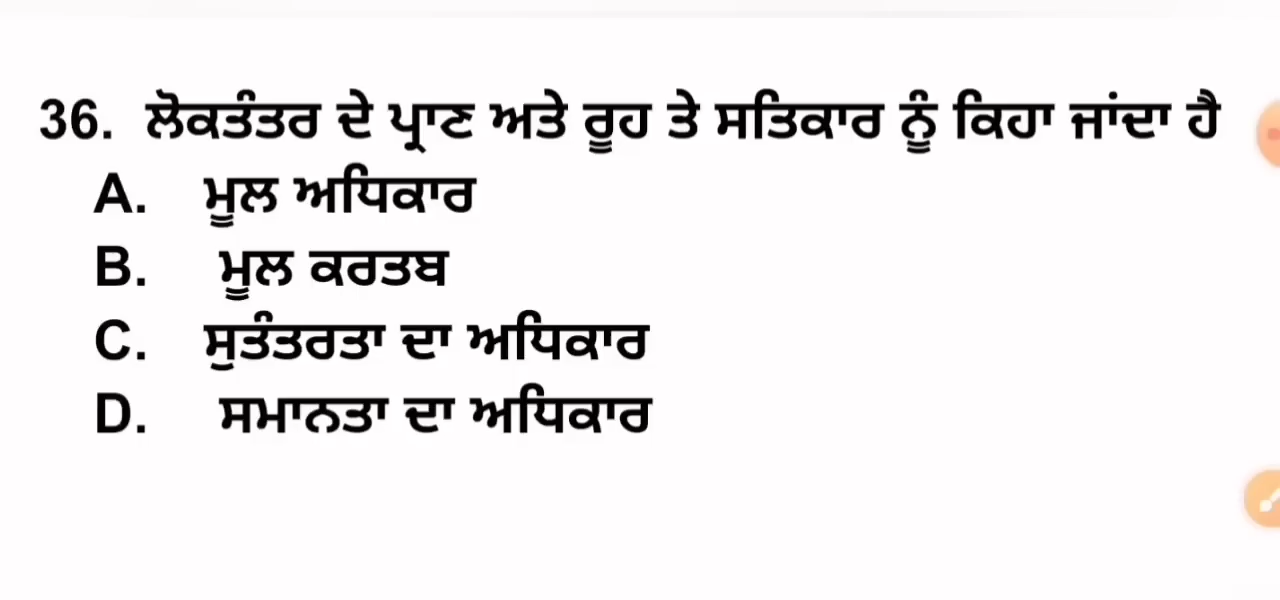 36. ਲੋਕਤੰਤਰ ਦੇ ਪ੍ਰਾਣ ਅਤੇ ਰੂਹ ਤੇ ਸਤਿਕਾਰ ਨੂੰ ਕਿਹਾ ਜਾਂਦਾ ਹੈ
A. ਮੂਲ ਅਧਿਕਾਰ
B. ਮੂਲ ਕਰਤਬ
C. ਸੁਤੰਤਰਤਾ ਦਾ ਅਧਿਕਾਰ
D. ਸਮਾਨਤਾ ਦਾ ਅਧਿਕਾਰ